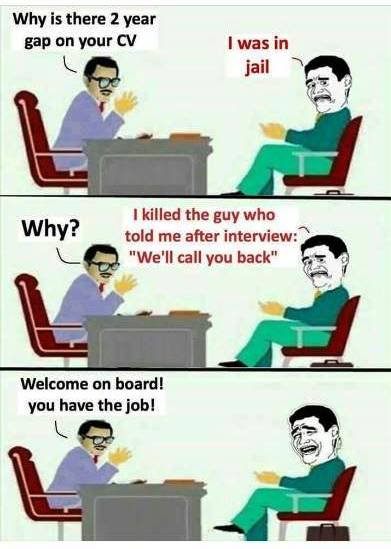 Why is there 2 year
gap on your CV
I was in
jail
Why?
I killed the guy who
told me after interview:
"We'll call you back"
Welcome on board!
you have the job!